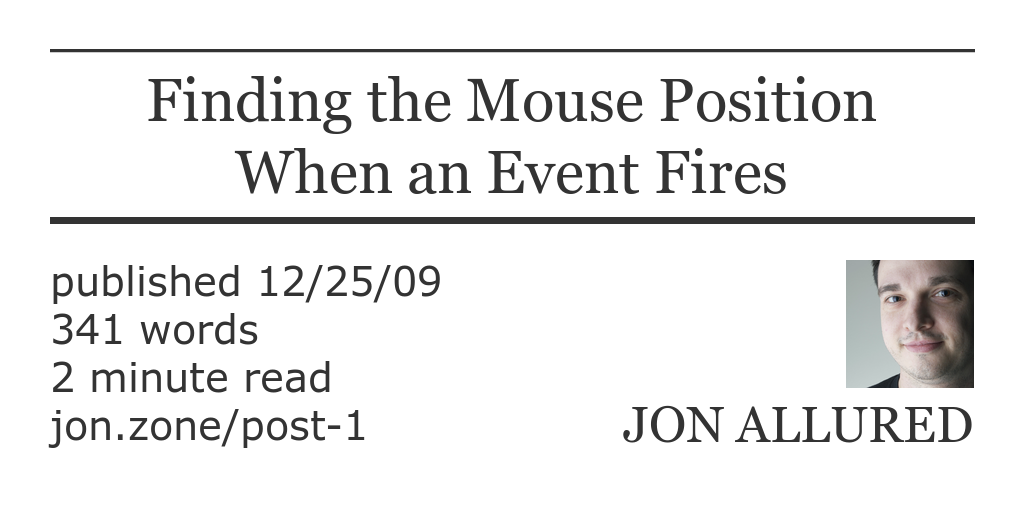 Finding the Mouse Position
When an Event Fires
published 12/25/09
341 words
2 minute read
jon.zone/post-1
JON ALLURED